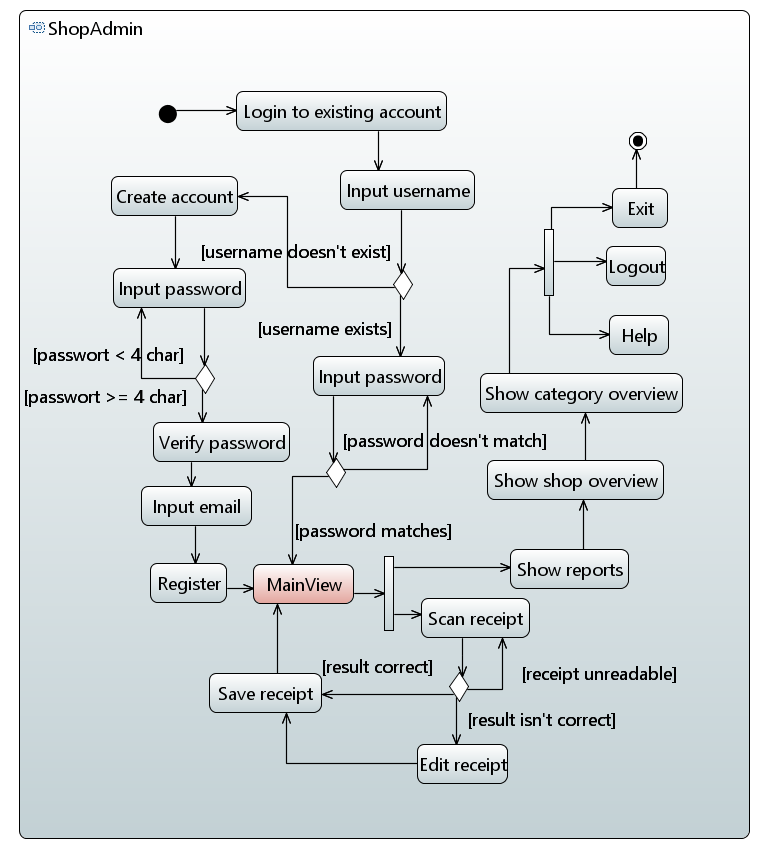 ShopAdmin
Login to existing account
Input username
Create account
Exit
[username doesn't exist]
Logout
Input password
[username exists]
Help
[passwort < 4 char]
Input password
[passwort >= 4 char]
Show category overview
Verify password
[password doesn't match]
Show shop overview
Input email
[password matches]
Show reports
Register
MainView
Scan receipt
[result correct]
[receipt unreadable]
Save receipt
[result isn't correct]
Edit receipt